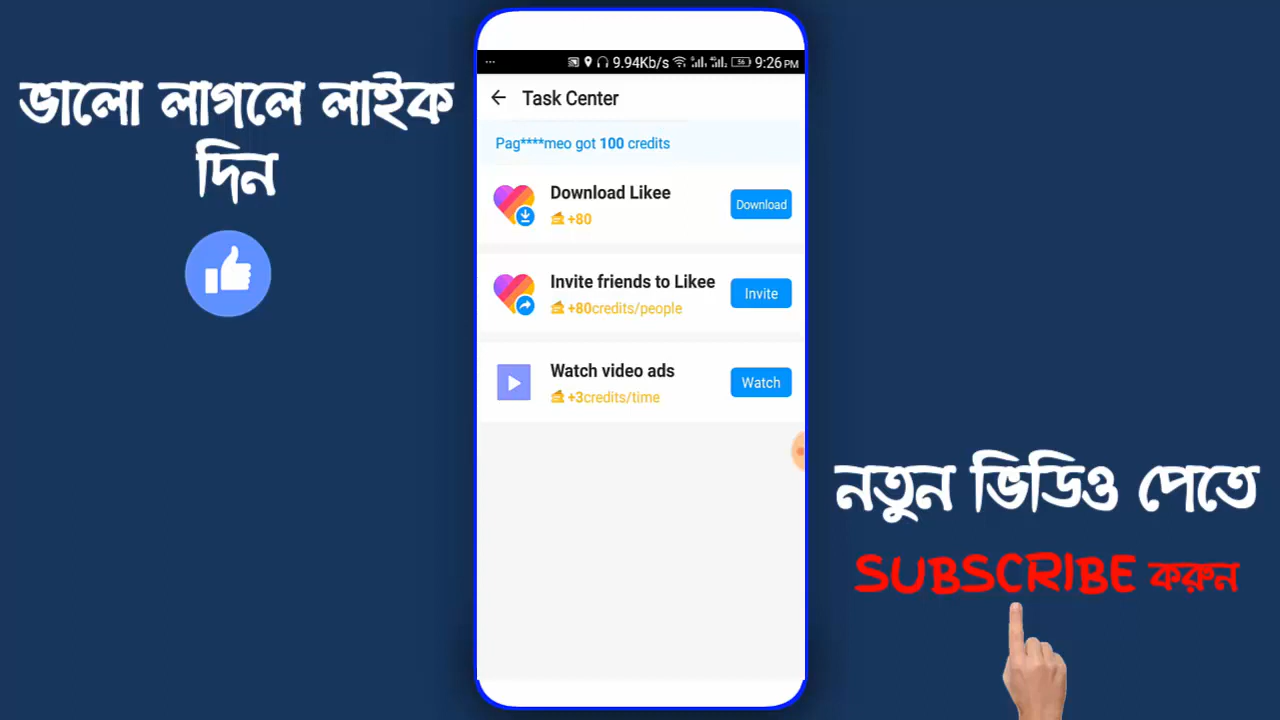 ভালো লাগলে লাইক
দিন
... 9.94Kb/s 56 9:26 PM
Task Center
Pag****meo got 100 credits
Download Likee
+80
Download
Invite friends to Likee
+80credits/people
Invite
Watch video ads
+3credits/time
Watch
নতুন ভিডিও পেতে
SUBSCRIBE করুন